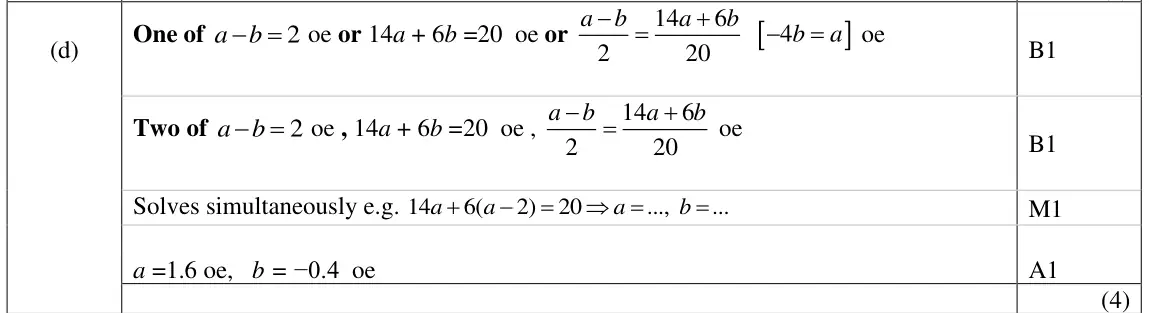 (d)
One of a − b = 2 oe or 14a + 6b =20 oe or (a − b)/2 = (14a + 6b)/20 [−4b = a] oe
B1
Two of a − b = 2 oe , 14a + 6b =20 oe , (a − b)/2 = (14a + 6b)/20 oe
B1
Solves simultaneously e.g. 14a + 6(a − 2) = 20 ⇒ a = ..., b = ...
M1
a =1.6 oe, b = −0.4 oe
A1
(4)